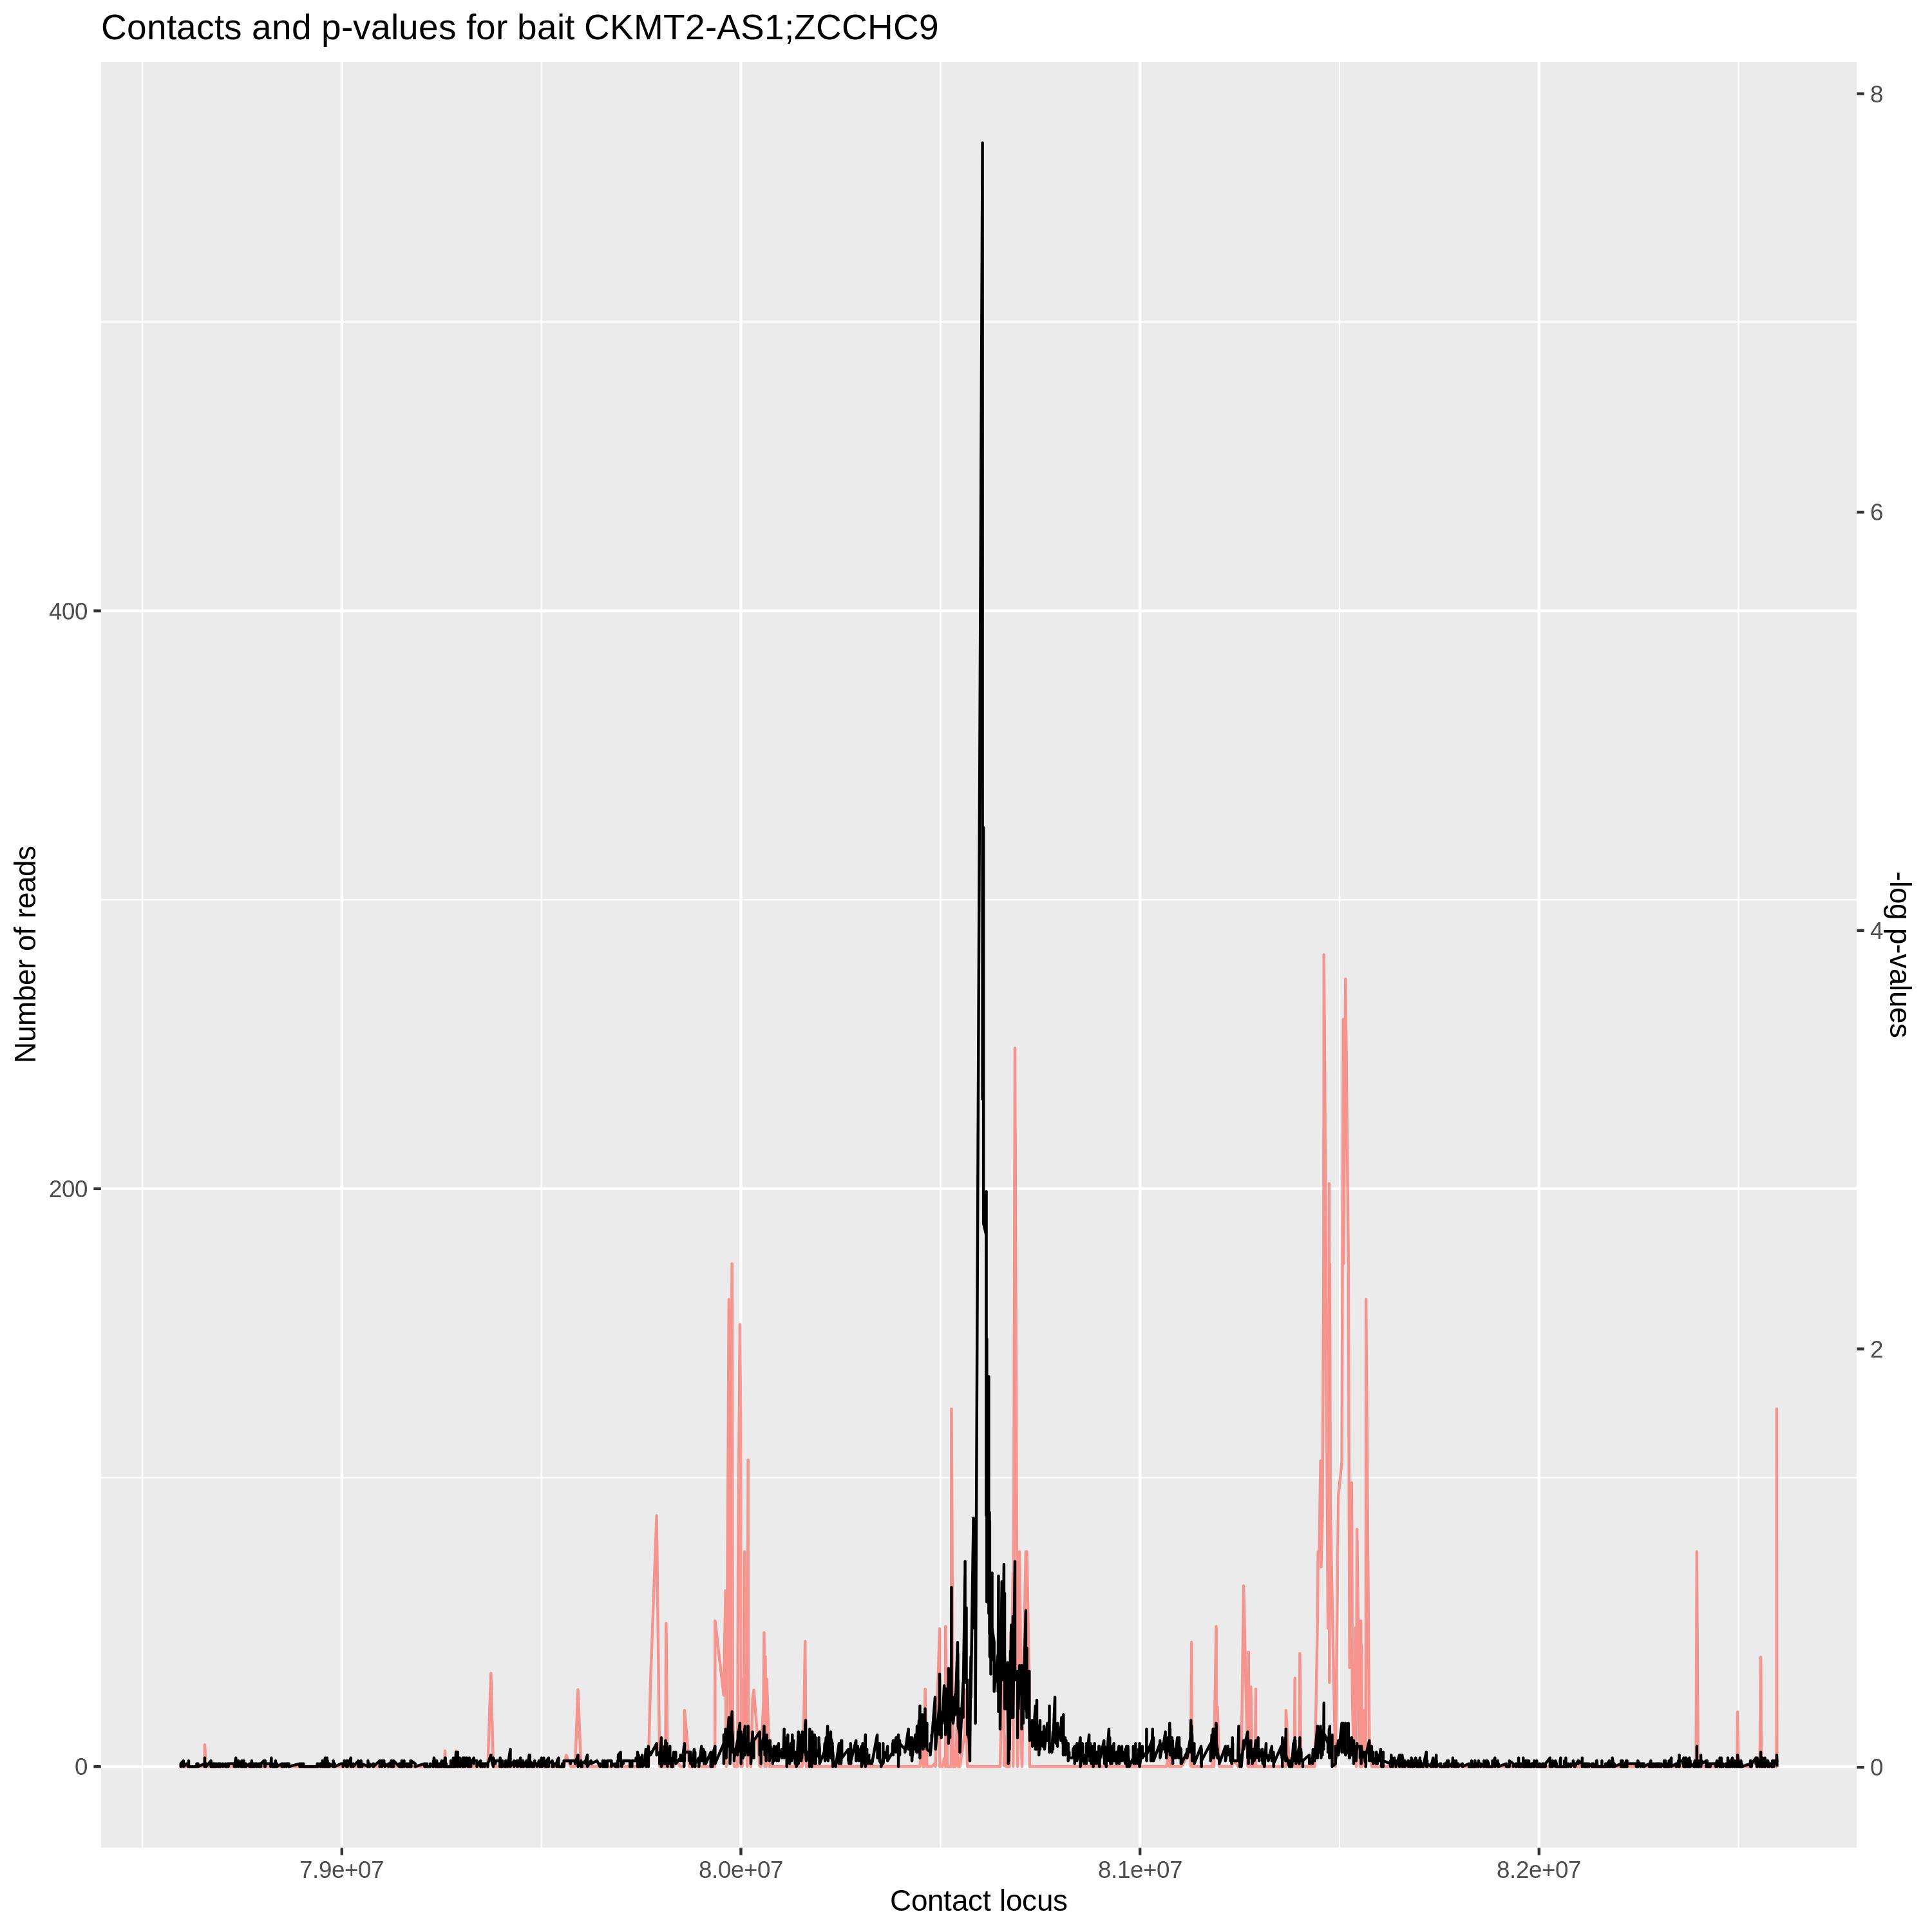 Contacts and p-values for bait CKMT2-AS1;ZCCHC9
Number of reads
400
200
0
8
6
4
2
0
-log p-values
7.9e+07 8.0e+07 8.1e+07 8.2e+07
Contact locus